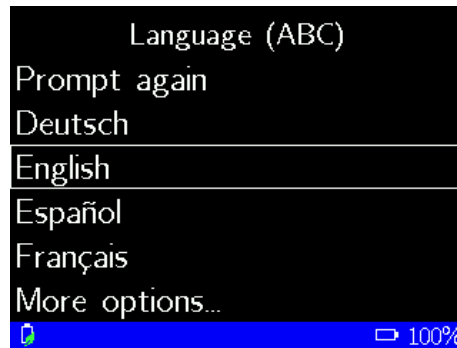 Language (ABC)
Prompt again
Deutsch
English
Español
Français
More options...
100%